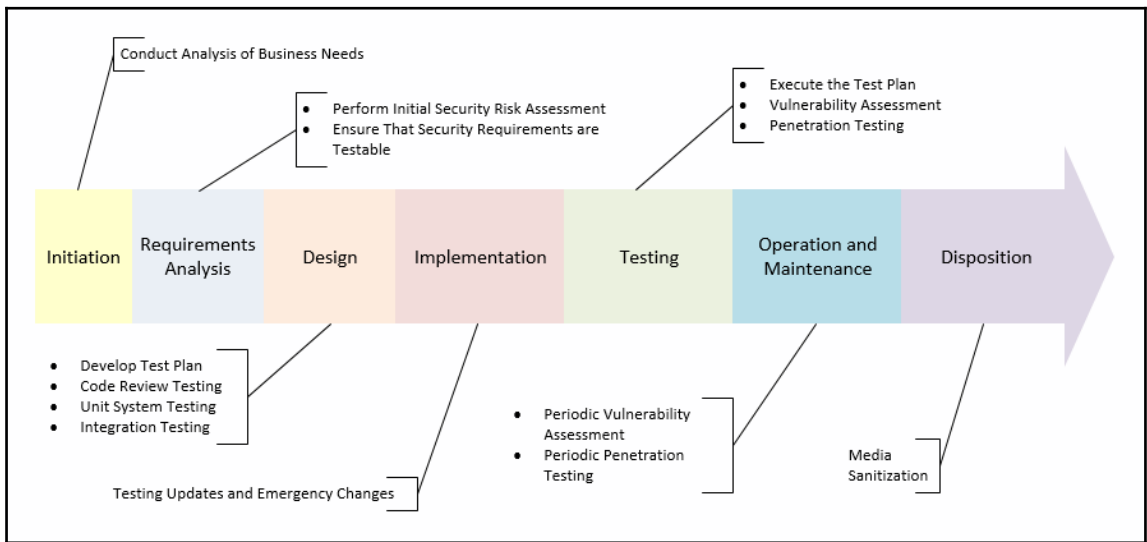 Conduct Analysis of Business Needs
• Perform Initial Security Risk Assessment
• Ensure That Security Requirements are
Testable
• Execute the Test Plan
• Vulnerability Assessment
• Penetration Testing
Initiation
Requirements
Analysis
Design
Implementation
Testing
Operation and
Maintenance
Disposition
• Develop Test Plan
• Code Review Testing
• Unit System Testing
• Integration Testing
Testing Updates and Emergency Changes
• Periodic Vulnerability
Assessment
• Periodic Penetration
Testing
Media
Sanitization